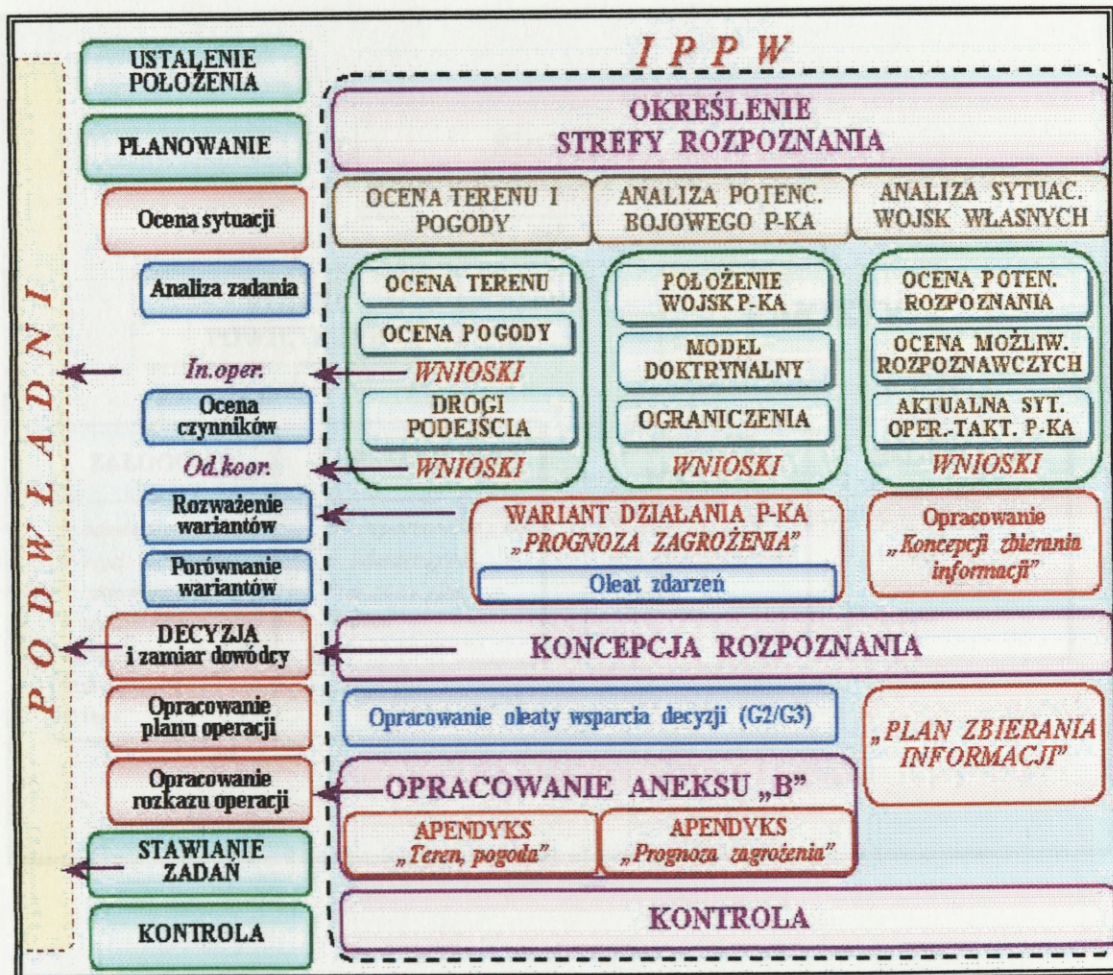 PODWŁADNI
USTALENIE
POŁOŻENIA
PLANOWANIE
Ocena sytuacji
Analiza zadania
In.oper.
Ocena
czynników
Od.koor.
Rozważenie
wariantów
Porównanie
wariantów
DECYZJA
i zamiar dowódcy
Opracowanie
planu operacji
Opracowanie
rozkazu operacji
STAWIANIE
ZADAŃ
KONTROLA
IPPW
OKREŚLENIE
STREFY ROZPOZNANIA
OCENA TERENU I
POGODY
ANALIZA POTENC.
BOJOWEGO P-KA
ANALIZA SYTUAC.
WOJSK WŁASNYCH
OCENA TERENU
OCENA POGODY
WNIOSKI
DROGI
PODEJŚCIA
WNIOSKI
POŁOŻENIE
WOJSK P-KA
MODEL
DOKTRYNALNY
OGRANICZENIA
WNIOSKI
OCENA POTEN.
ROZPOZNANIA
OCENA MOŻLIW.
ROZPOZNAWCZYCH
AKTUALNA SYT.
OPER.-TAKT. P-KA
WNIOSKI
WARIANT DZIAŁANIA P-KA
„PROGNOZA ZAGROŻENIA”
Oleat zdarzeń
Opracowanie
„Koncepcji zbierania
informacji”
KONCEPCJA ROZPOZNANIA
Opracowanie oleaty wsparcia decyzji (G2/G3)
„PLAN ZBIERANIA
INFORMACJI”
OPRACOWANIE ANEKSU „B”
APENDYKS
„Teren, pogoda”
APENDYKS
„Prognoza zagrożenia”
KONTROLA